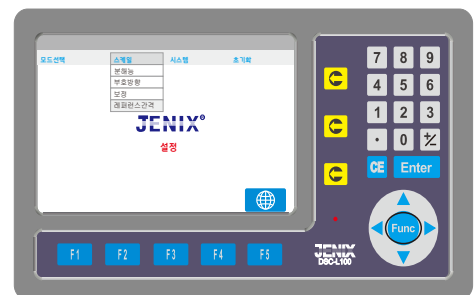 모드선택 스케일 시스템 초기화
분해능
부호방향
보정
레퍼런스간격
JENIX®
설정
7 8 9
4 5 6
1 2 3
· 0 +/-
CE Enter
Func
F1 F2 F3 F4 F5
JENIX
DSC-L100